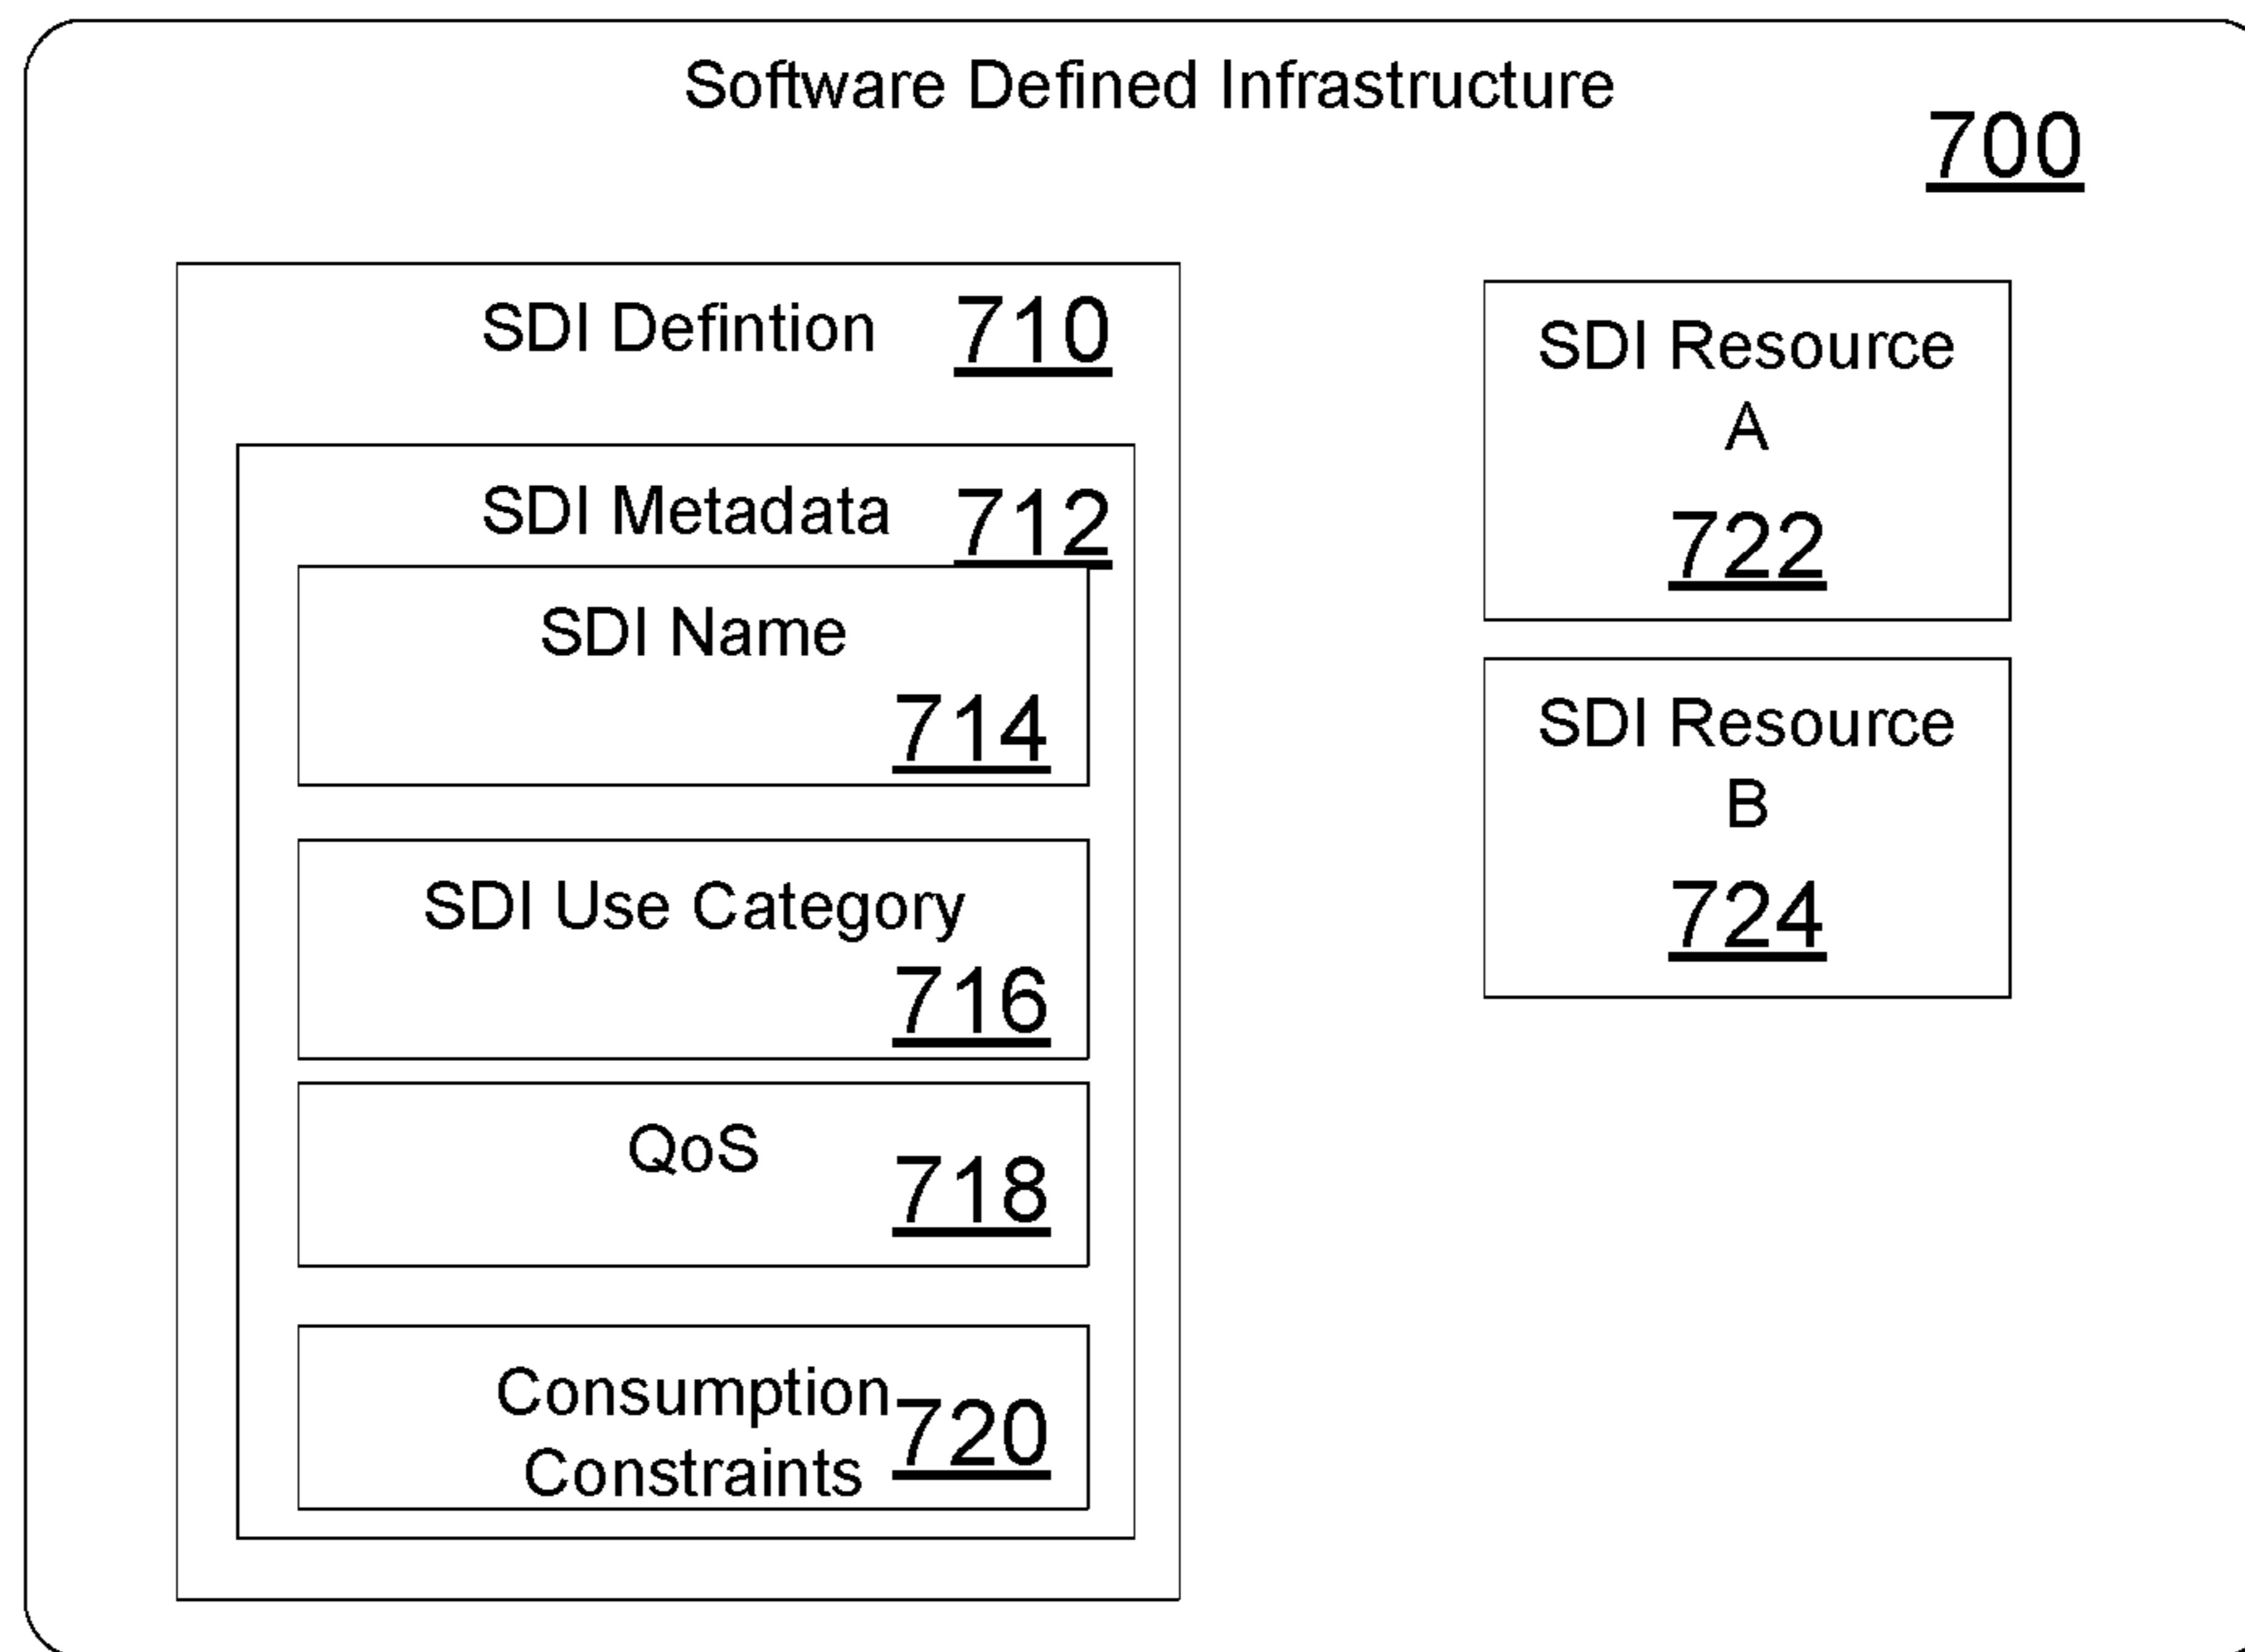 Software Defined Infrastructure
700
SDI Defintion 710
SDI Metadata 712
SDI Name
714
SDI Use Category
716
QoS 718
Consumption 720
Constraints
SDI Resource
A
722
SDI Resource
B
724